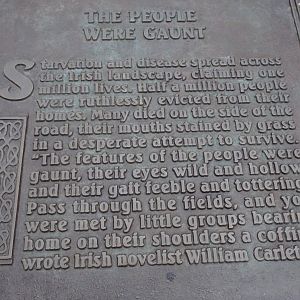 THE PEOPLE
WERE GAUNT
Starvation and disease spread across
the Irish landscape, claiming one
million lives. Half a million people
were ruthlessly evicted from their
homes. Many died on the side of the
road, their mouths stained by grass
in a desperate attempt to survive.
"The features of the people were
gaunt, their eyes wild and hollow
and their gait feeble and tottering
Pass through the fields, and you
were met by little groups bearing
home on their shoulders a coffin
wrote Irish novelist William Carlet